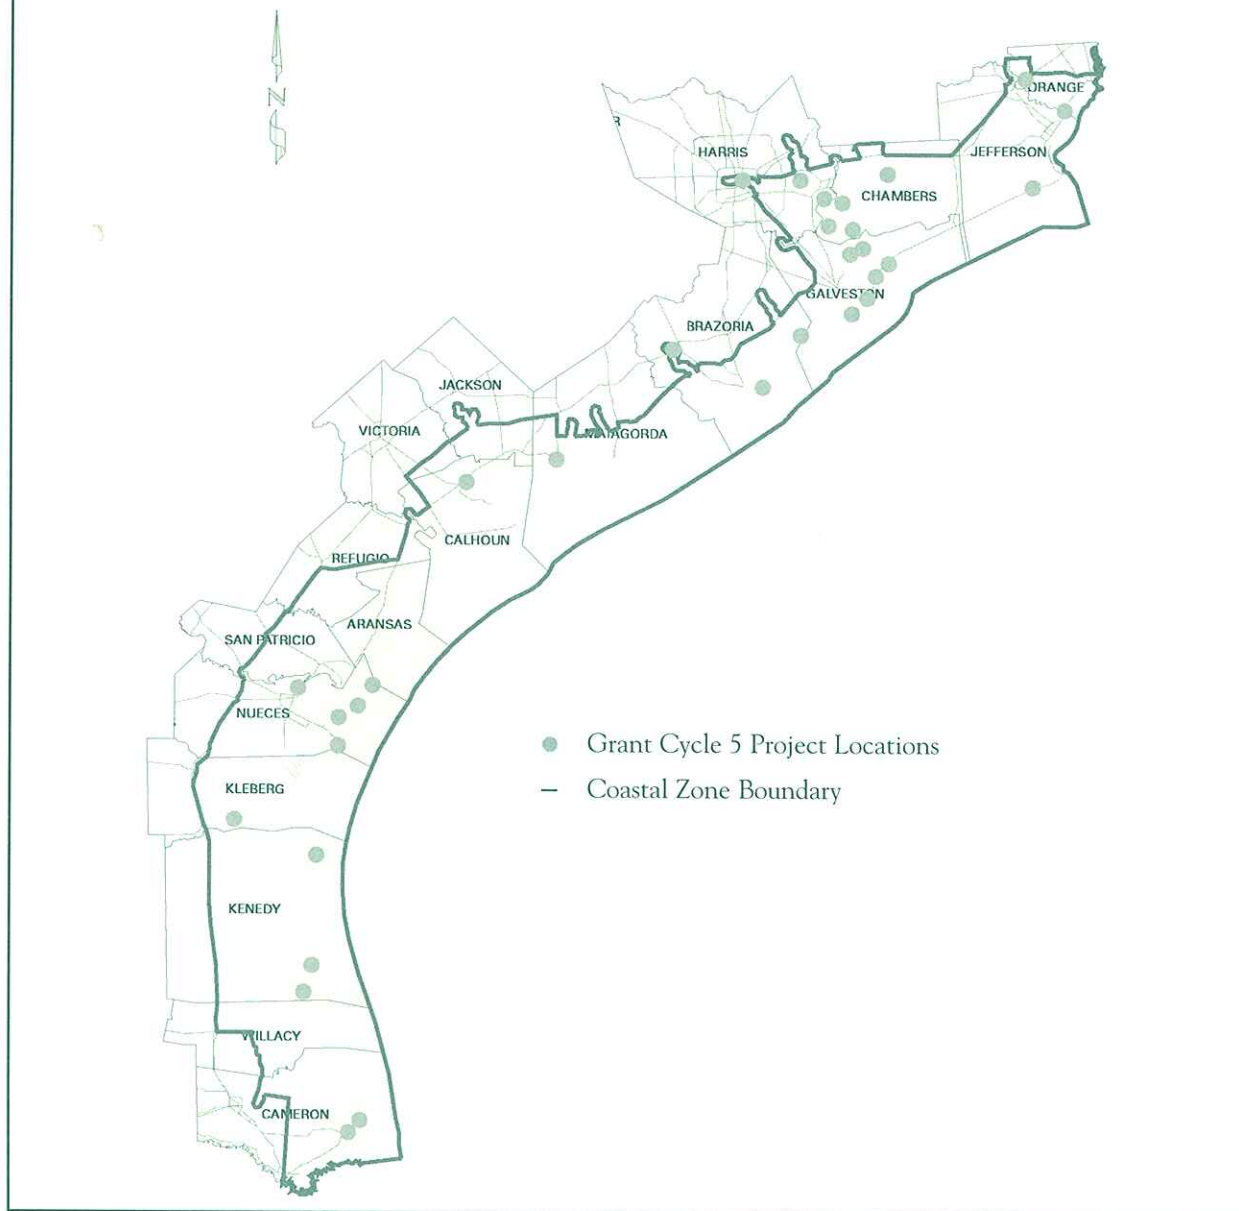 N
ORANGE
R
HARRIS
JEFFERSON
CHAMBERS
GALVESTON
BRAZORIA
JACKSON
VICTORIA
MATAGORDA
CALHOUN
REFUGIO
ARANSAS
SAN PATRICIO
NUECES
Grant Cycle 5 Project Locations
Coastal Zone Boundary
KLEBERG
KENEDY
WILLACY
CAMERON